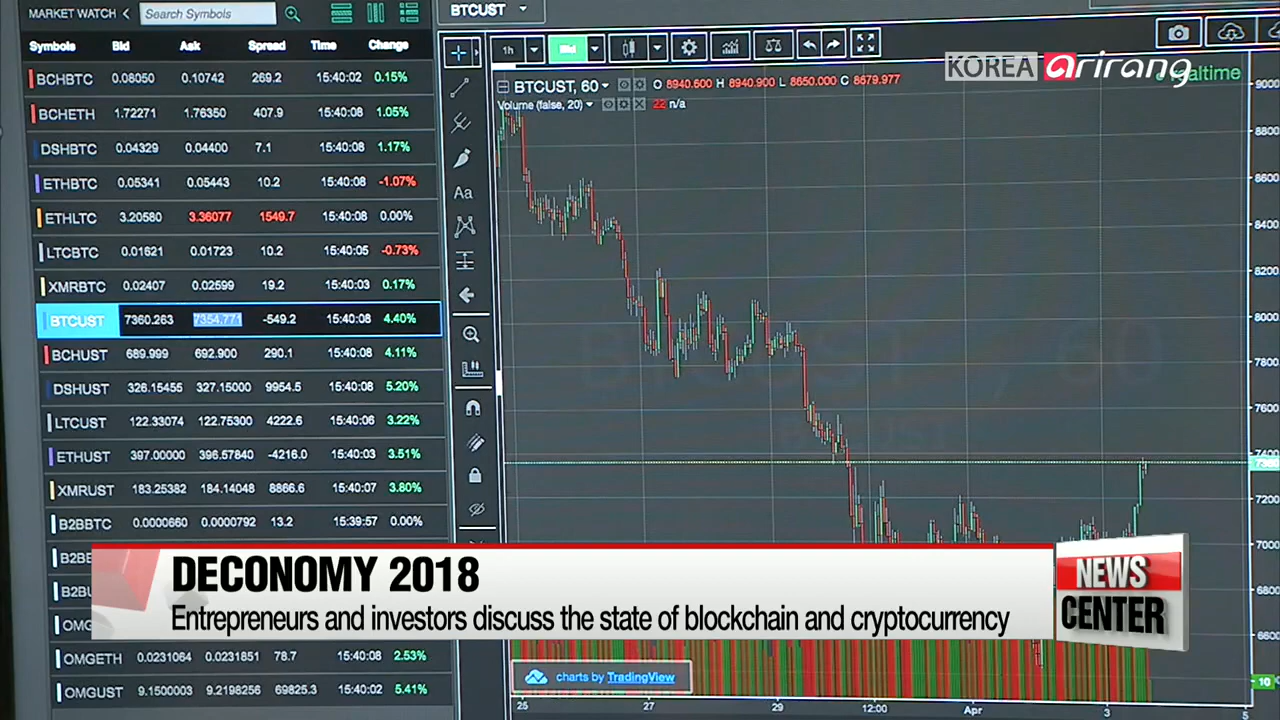 MARKET WATCH
Search Symbols
Symbols Bid Ask Spread Time Change
BCHBTC 0.08050 0.10742 269.2 15:40:02 0.15%
BCHETH 1.72271 1.76350 407.9 15:40:08 1.05%
DSHBTC 0.04329 0.04400 7.1 15:40:08 1.17%
ETHBTC 0.05341 0.05443 10.2 15:40:08 -1.07%
ETHLTC 3.20580 3.36077 1549.7 15:40:08 0.00%
LTCBTC 0.01621 0.01723 10.2 15:40:05 -0.73%
XMRBTC 0.02407 0.02599 19.2 15:40:03 0.17%
BTCUST 7360.263 7354.771 -549.2 15:40:08 4.40%
BCHUST 689.999 692.900 290.1 15:40:08 4.11%
DSHUST 326.15455 327.15000 9954.5 15:40:08 5.20%
LTCUST 122.33074 122.75300 4222.6 15:40:06 3.22%
ETHUST 397.00000 396.57840 -4216.0 15:40:03 3.51%
XMRUST 183.25382 184.14048 8866.6 15:40:07 3.80%
B2BBTC 0.0000660 0.0000792 13.2 15:39:57 0.00%
OMGETH 0.0231064 0.0231851 78.7 15:40:08 2.53%
OMGUST 9.1500003 9.2198256 69825.3 15:40:02 5.41%
BTCUST
1h
Aa
BTCUST, 60 O 8940.600 H 8940.900 L 8650.000 C 8679.977
Volume (false, 20) 22 n/a
KOREA arirang
realtime
9000
8800
8600
8400
8200
8000
7800
7600
7400
7200
7000
6800
6600
10
charts by TradingView
25 27 29 12:00 Apr 3 5
DECONOMY 2018
Entrepreneurs and investors discuss the state of blockchain and cryptocurrency
NEWS
CENTER